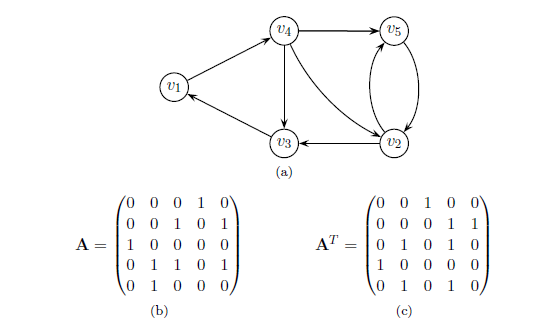 v4 v5
v1
v3 v2
(a)
A = (0 0 0 1 0
0 0 1 0 1
1 0 0 0 0
0 1 1 0 1
0 1 0 0 0)
A^T = (0 0 1 0 0
0 0 0 1 1
0 1 0 1 0
1 0 0 0 0
0 1 0 1 0)
(b) (c)